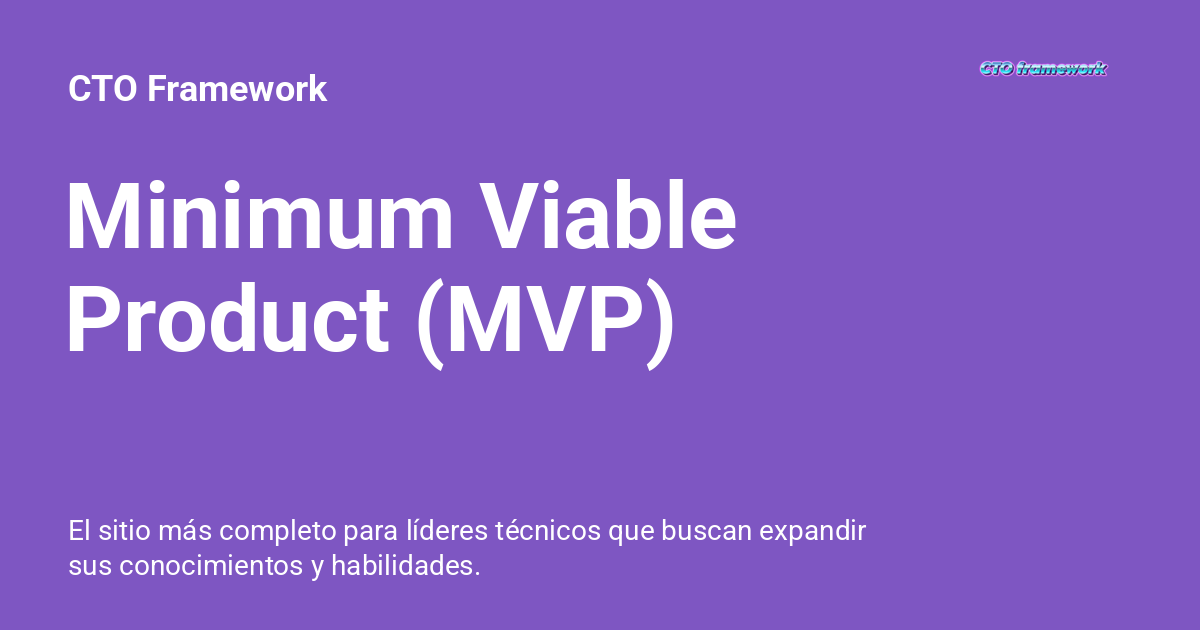 CTO Framework
CTO framework
Minimum Viable
Product (MVP)
El sitio más completo para líderes técnicos que buscan expandir
sus conocimientos y habilidades.